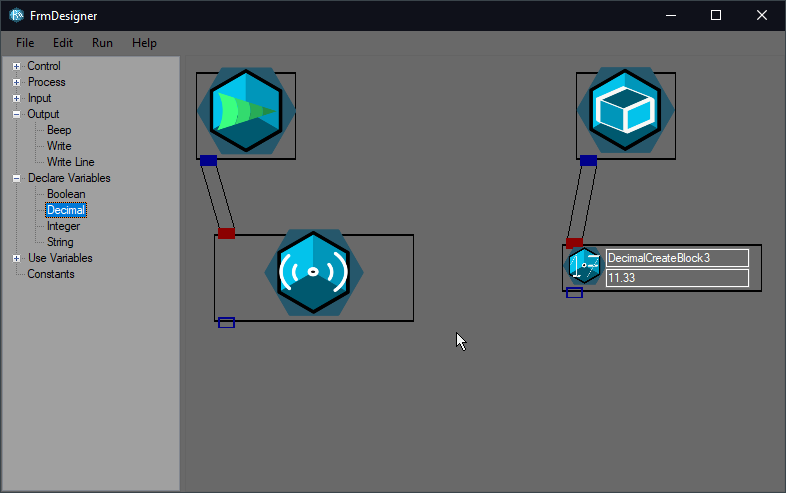 FrmDesigner
File Edit Run Help
Control
Process
Input
Output
Beep
Write
Write Line
Declare Variables
Boolean
Decimal
Integer
String
Use Variables
Constants
DecimalCreateBlock3
11.33